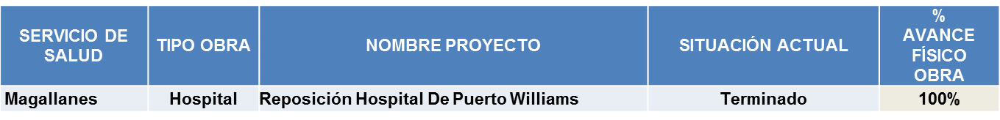 SERVICIO DE SALUD TIPO OBRA NOMBRE PROYECTO SITUACIÓN ACTUAL % AVANCE FÍSICO OBRA
Magallanes Hospital Reposición Hospital De Puerto Williams Terminado 100%